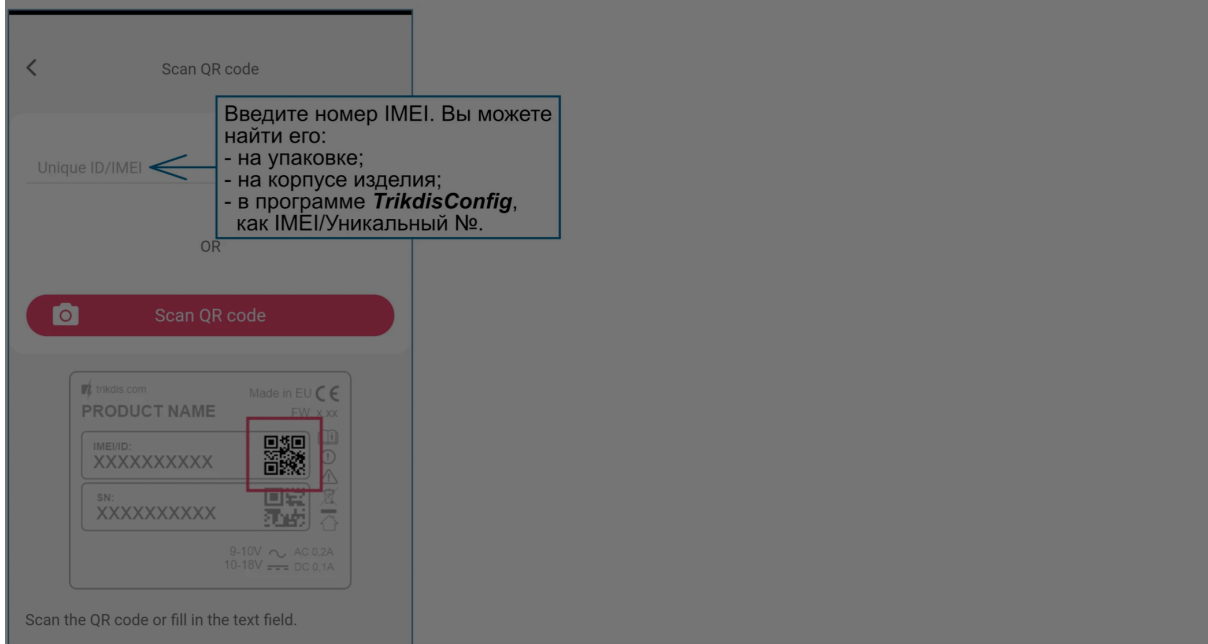 Scan QR code
Введите номер IMEI. Вы можете
найти его:
- на упаковке;
- на корпусе изделия;
- в программе TrikdisConfig,
как IMEI/Уникальный №.
Unique ID/IMEI
OR
Scan QR code
trikdis.com
Made in EU CE
PRODUCT NAME
FW: x.xx
IMEI/ID:
XXXXXXXXXX
SN:
XXXXXXXXXX
9-10V AC 0,2A
10-18V DC 0,1A
Scan the QR code or fill in the text field.